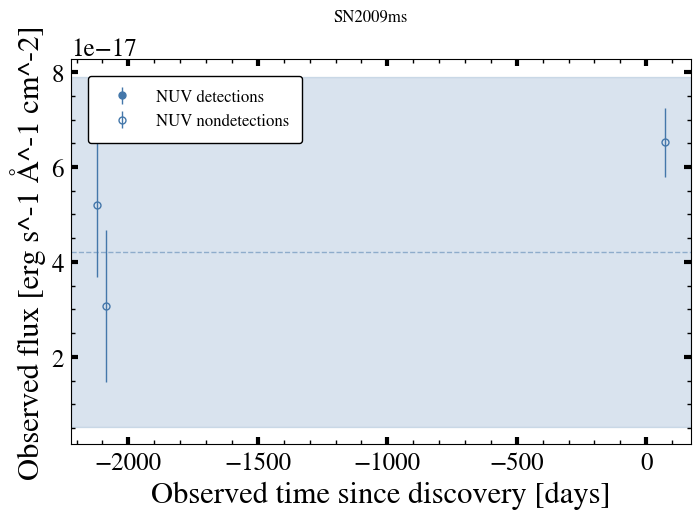 SN2009ms
1e−17
8
6
4
2
Observed flux [erg s^-1 Å^-1 cm^-2]
NUV detections
NUV nondetections
−2000 −1500 −1000 −500 0
Observed time since discovery [days]